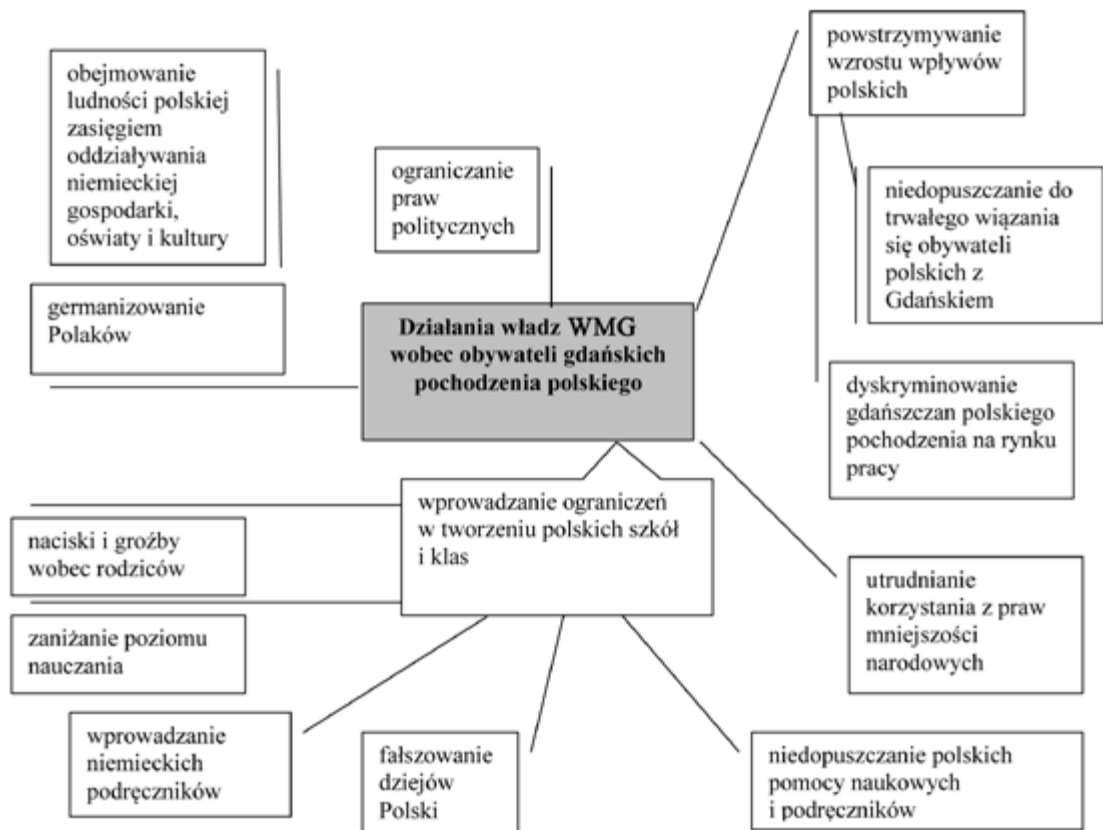 obejmowanie
ludności polskiej
zasięgiem
oddziaływania
niemieckiej
gospodarki,
oświaty i kultury
germanizowanie
Polaków
ograniczanie
praw
politycznych
powstrzymywanie
wzrostu wpływów
polskich
niedopuszczanie do
trwałego wiązania
się obywateli
polskich z
Gdańskiem
Działania władz WMG
wobec obywateli gdańskich
pochodzenia polskiego
dyskryminowanie
gdańszczan polskiego
pochodzenia na rynku
pracy
wprowadzanie ograniczeń
w tworzeniu polskich szkół
i klas
naciski i groźby
wobec rodziców
zaniżanie poziomu
nauczania
utrudnianie
korzystania z praw
mniejszości
narodowych
wprowadzanie
niemieckich
podręczników
fałszowanie
dziejów
Polski
niedopuszczanie polskich
pomocy naukowych
i podręczników